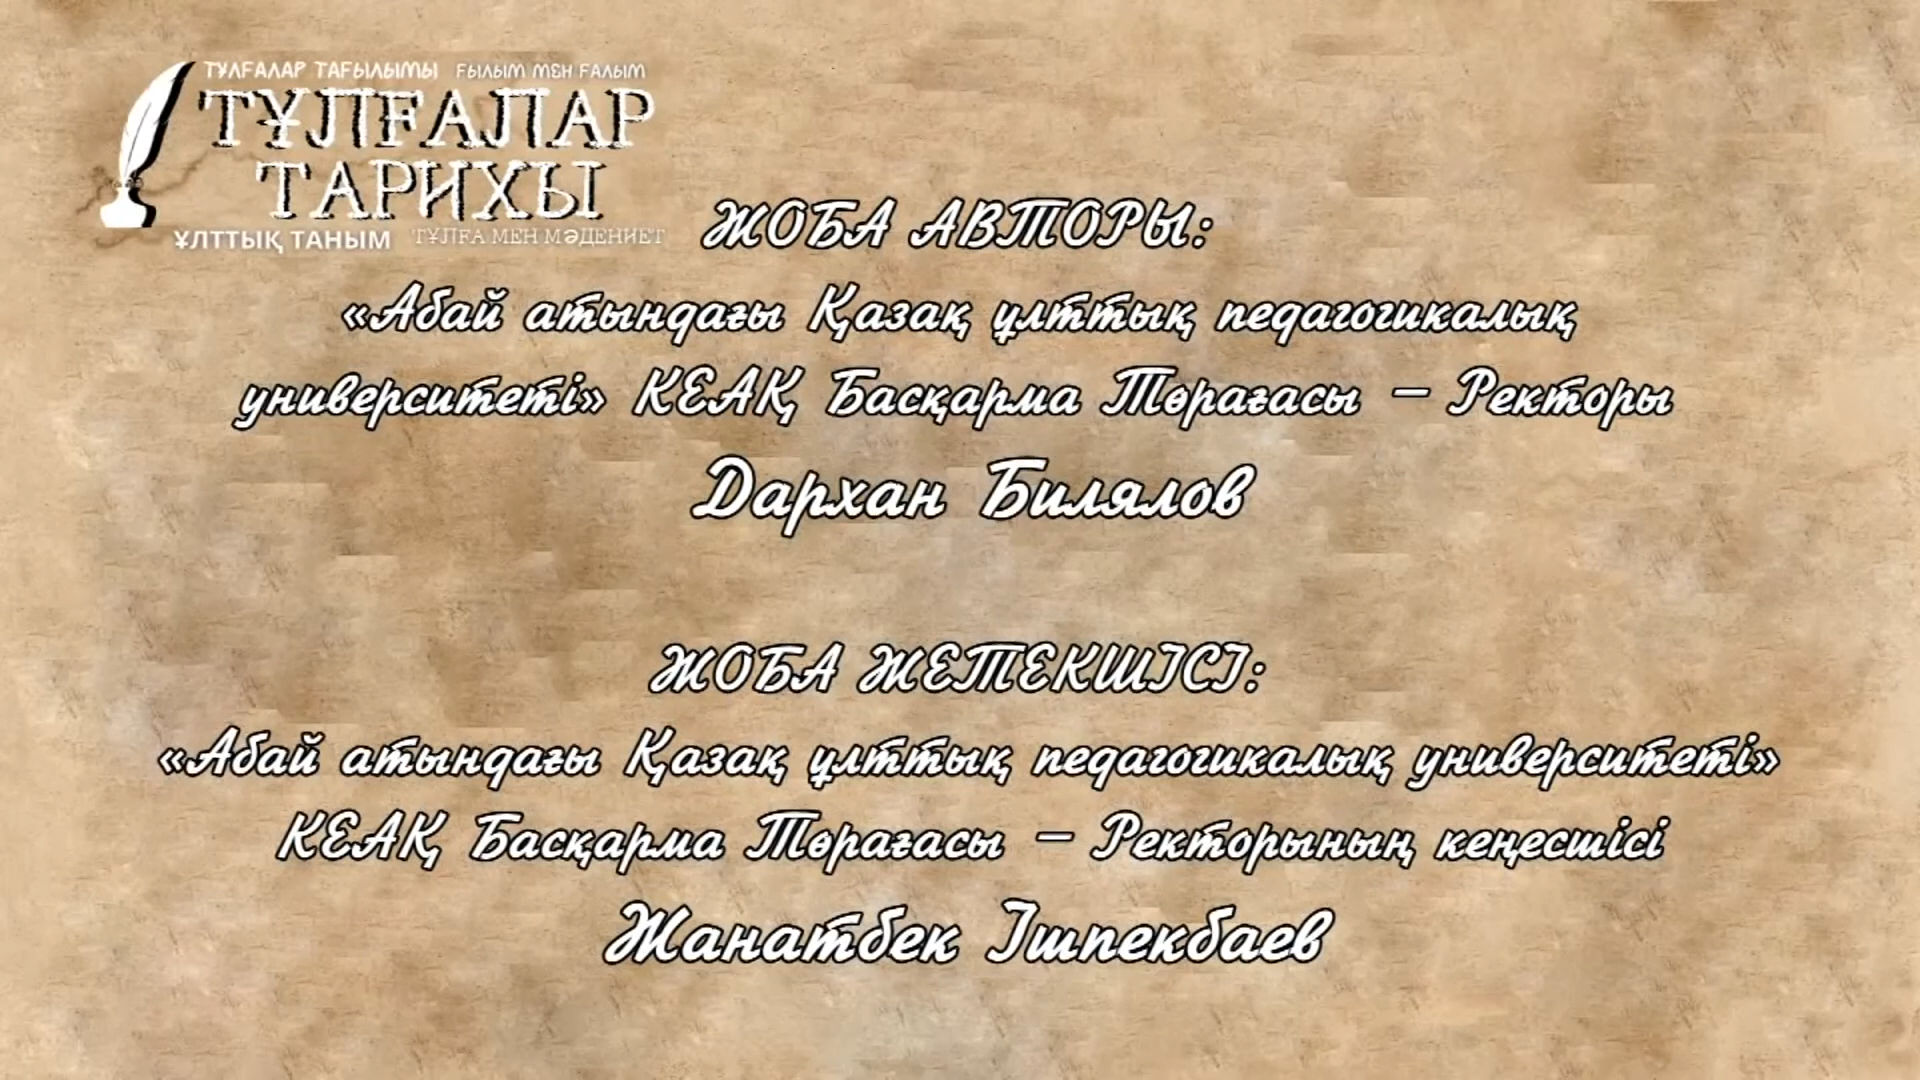 ТҰЛҒАЛАР ТАҒЫЛЫМЫ ҒЫЛЫМ МЕН ҒАЛЫМ
ТҰЛҒАЛАР
ТАРИХЫ
ҰЛТТЫҚ ТАНЫМ ТҰЛҒА МЕН МӘДЕНИЕТ
ЖОБА АВТОРЫ:
«Абай атындағы Қазақ ұлттық педагогикалық
университеті» КЕАҚ Басқарма Төрағасы – Ректоры
Дархан Билялов
ЖОБА ЖЕТЕКШІСІ:
«Абай атындағы Қазақ ұлттық педагогикалық университеті»
КЕАҚ Басқарма Төрағасы – Ректорының кеңесшісі
Жанатбек Ішпекбаев